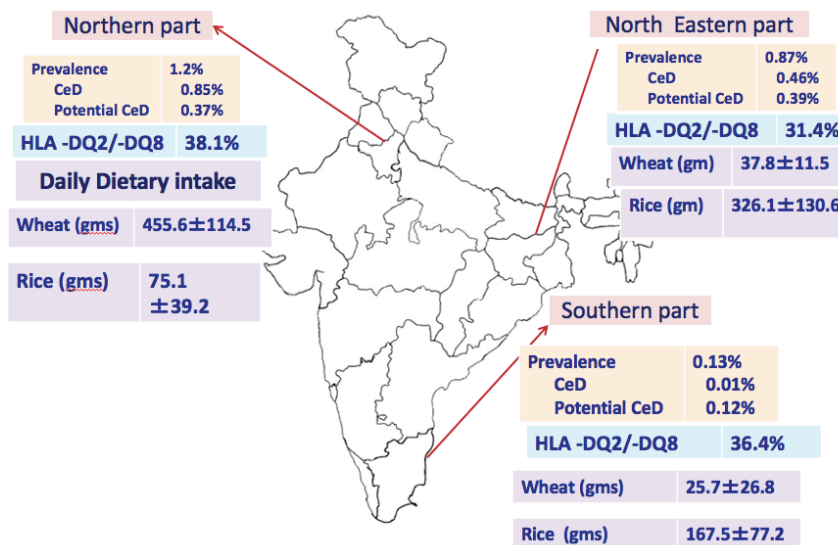 Northern part
Prevalence 1.2%
CeD 0.85%
Potential CeD 0.37%
HLA -DQ2/-DQ8 38.1%
Daily Dietary intake
Wheat (gms) 455.6±114.5
Rice (gms) 75.1
±39.2
North Eastern part
Prevalence 0.87%
CeD 0.46%
Potential CeD 0.39%
HLA -DQ2/-DQ8 31.4%
Wheat (gm) 37.8±11.5
Rice (gm) 326.1±130.6
Southern part
Prevalence 0.13%
CeD 0.01%
Potential CeD 0.12%
HLA -DQ2/-DQ8 36.4%
Wheat (gms) 25.7±26.8
Rice (gms) 167.5±77.2